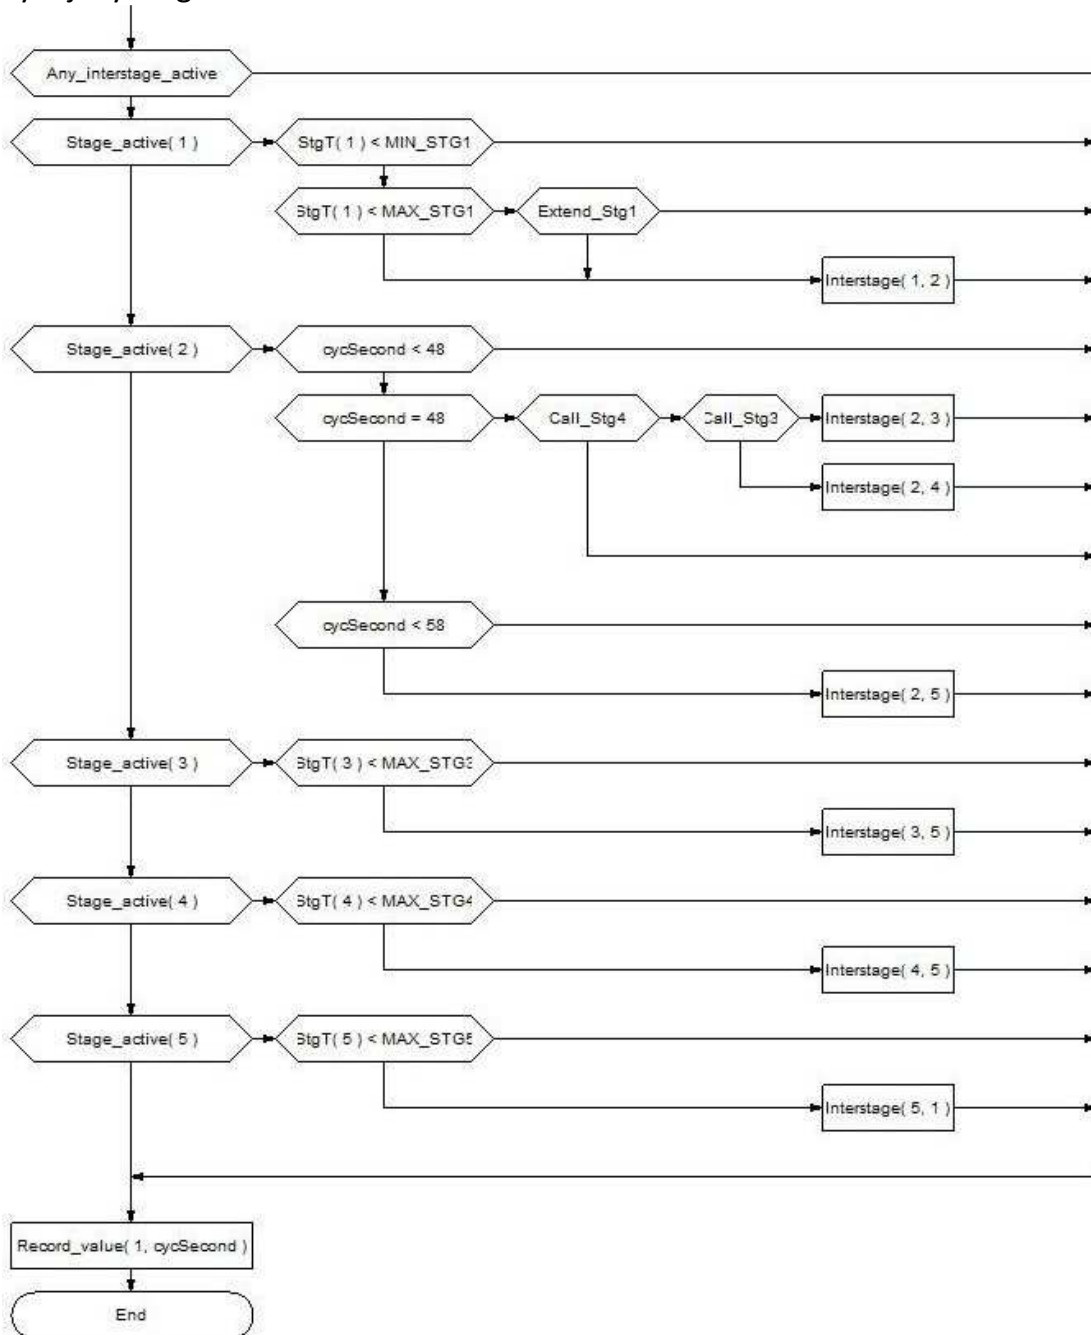 Any_interstage_active
Stage_active( 1 )
StgT( 1 ) < MIN_STG1
StgT( 1 ) < MAX_STG1
Extend_Stg1
Interstage( 1, 2 )
Stage_active( 2 )
cycSecond < 48
cycSecond = 48
Call_Stg4
Call_Stg3
Interstage( 2, 3 )
Interstage( 2, 4 )
cycSecond < 58
Interstage( 2, 5 )
Stage_active( 3 )
StgT( 3 ) < MAX_STG3
Interstage( 3, 5 )
Stage_active( 4 )
StgT( 4 ) < MAX_STG4
Interstage( 4, 5 )
Stage_active( 5 )
StgT( 5 ) < MAX_STG5
Interstage( 5, 1 )
Record_value( 1, cycSecond )
End